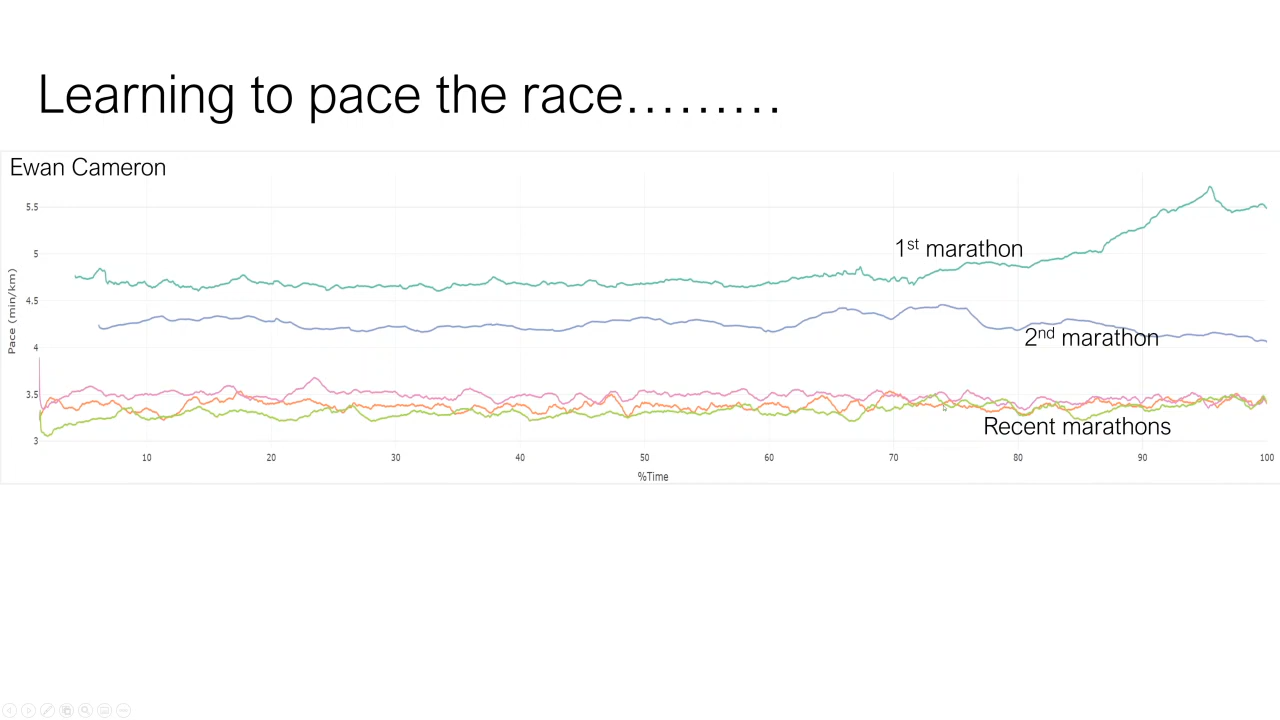 Learning to pace the race………
Ewan Cameron
5.5
5
4.5
4
3.5
3
Pace (min/km)
1st marathon
2nd marathon
Recent marathons
10 20 30 40 50 60 70 80 90 100
%Time